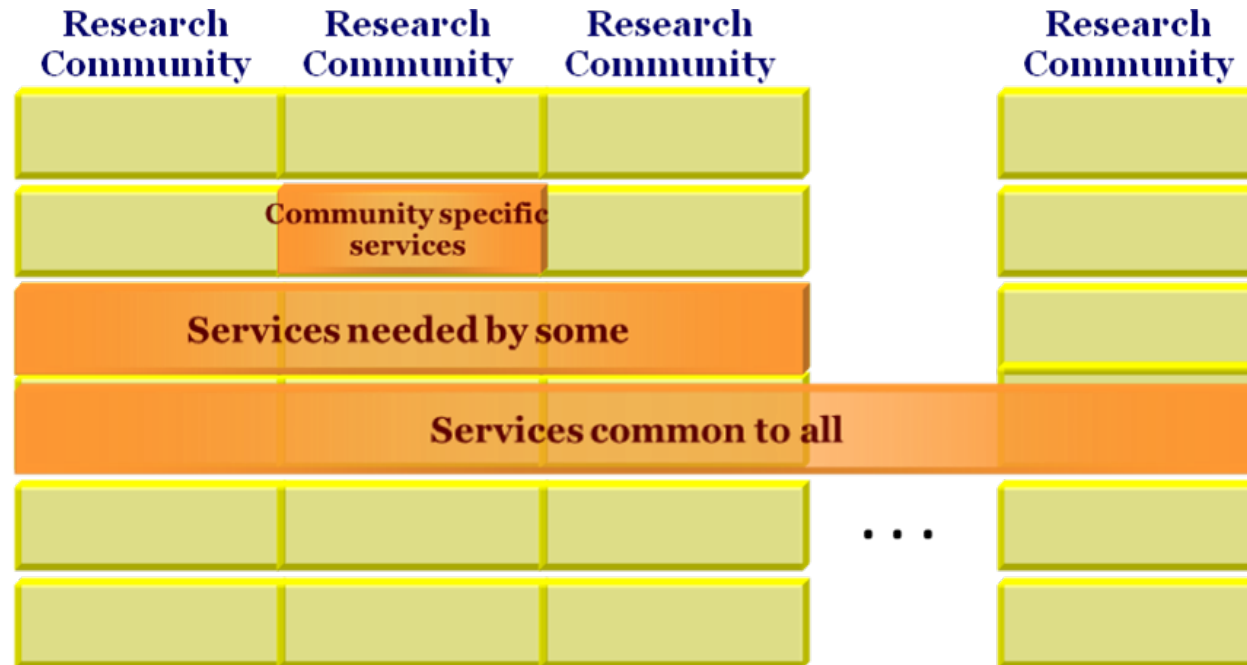 Research Research Research Research
Community Community Community Community
Community specific
services
Services needed by some
Services common to all
. . .